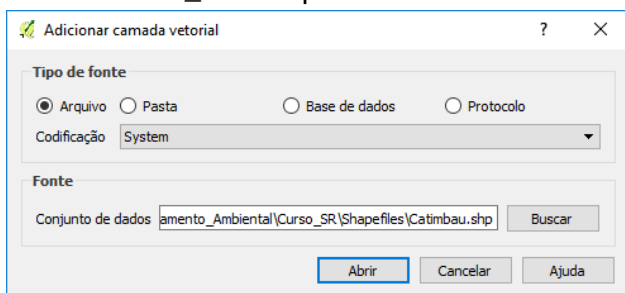 Adicionar camada vetorial ? X
Tipo de fonte
Arquivo Pasta Base de dados Protocolo
Codificação System
Fonte
Conjunto de dados amento_Ambiental\Curso_SR\Shapefiles\Catimbau.shp Buscar
Abrir Cancelar Ajuda